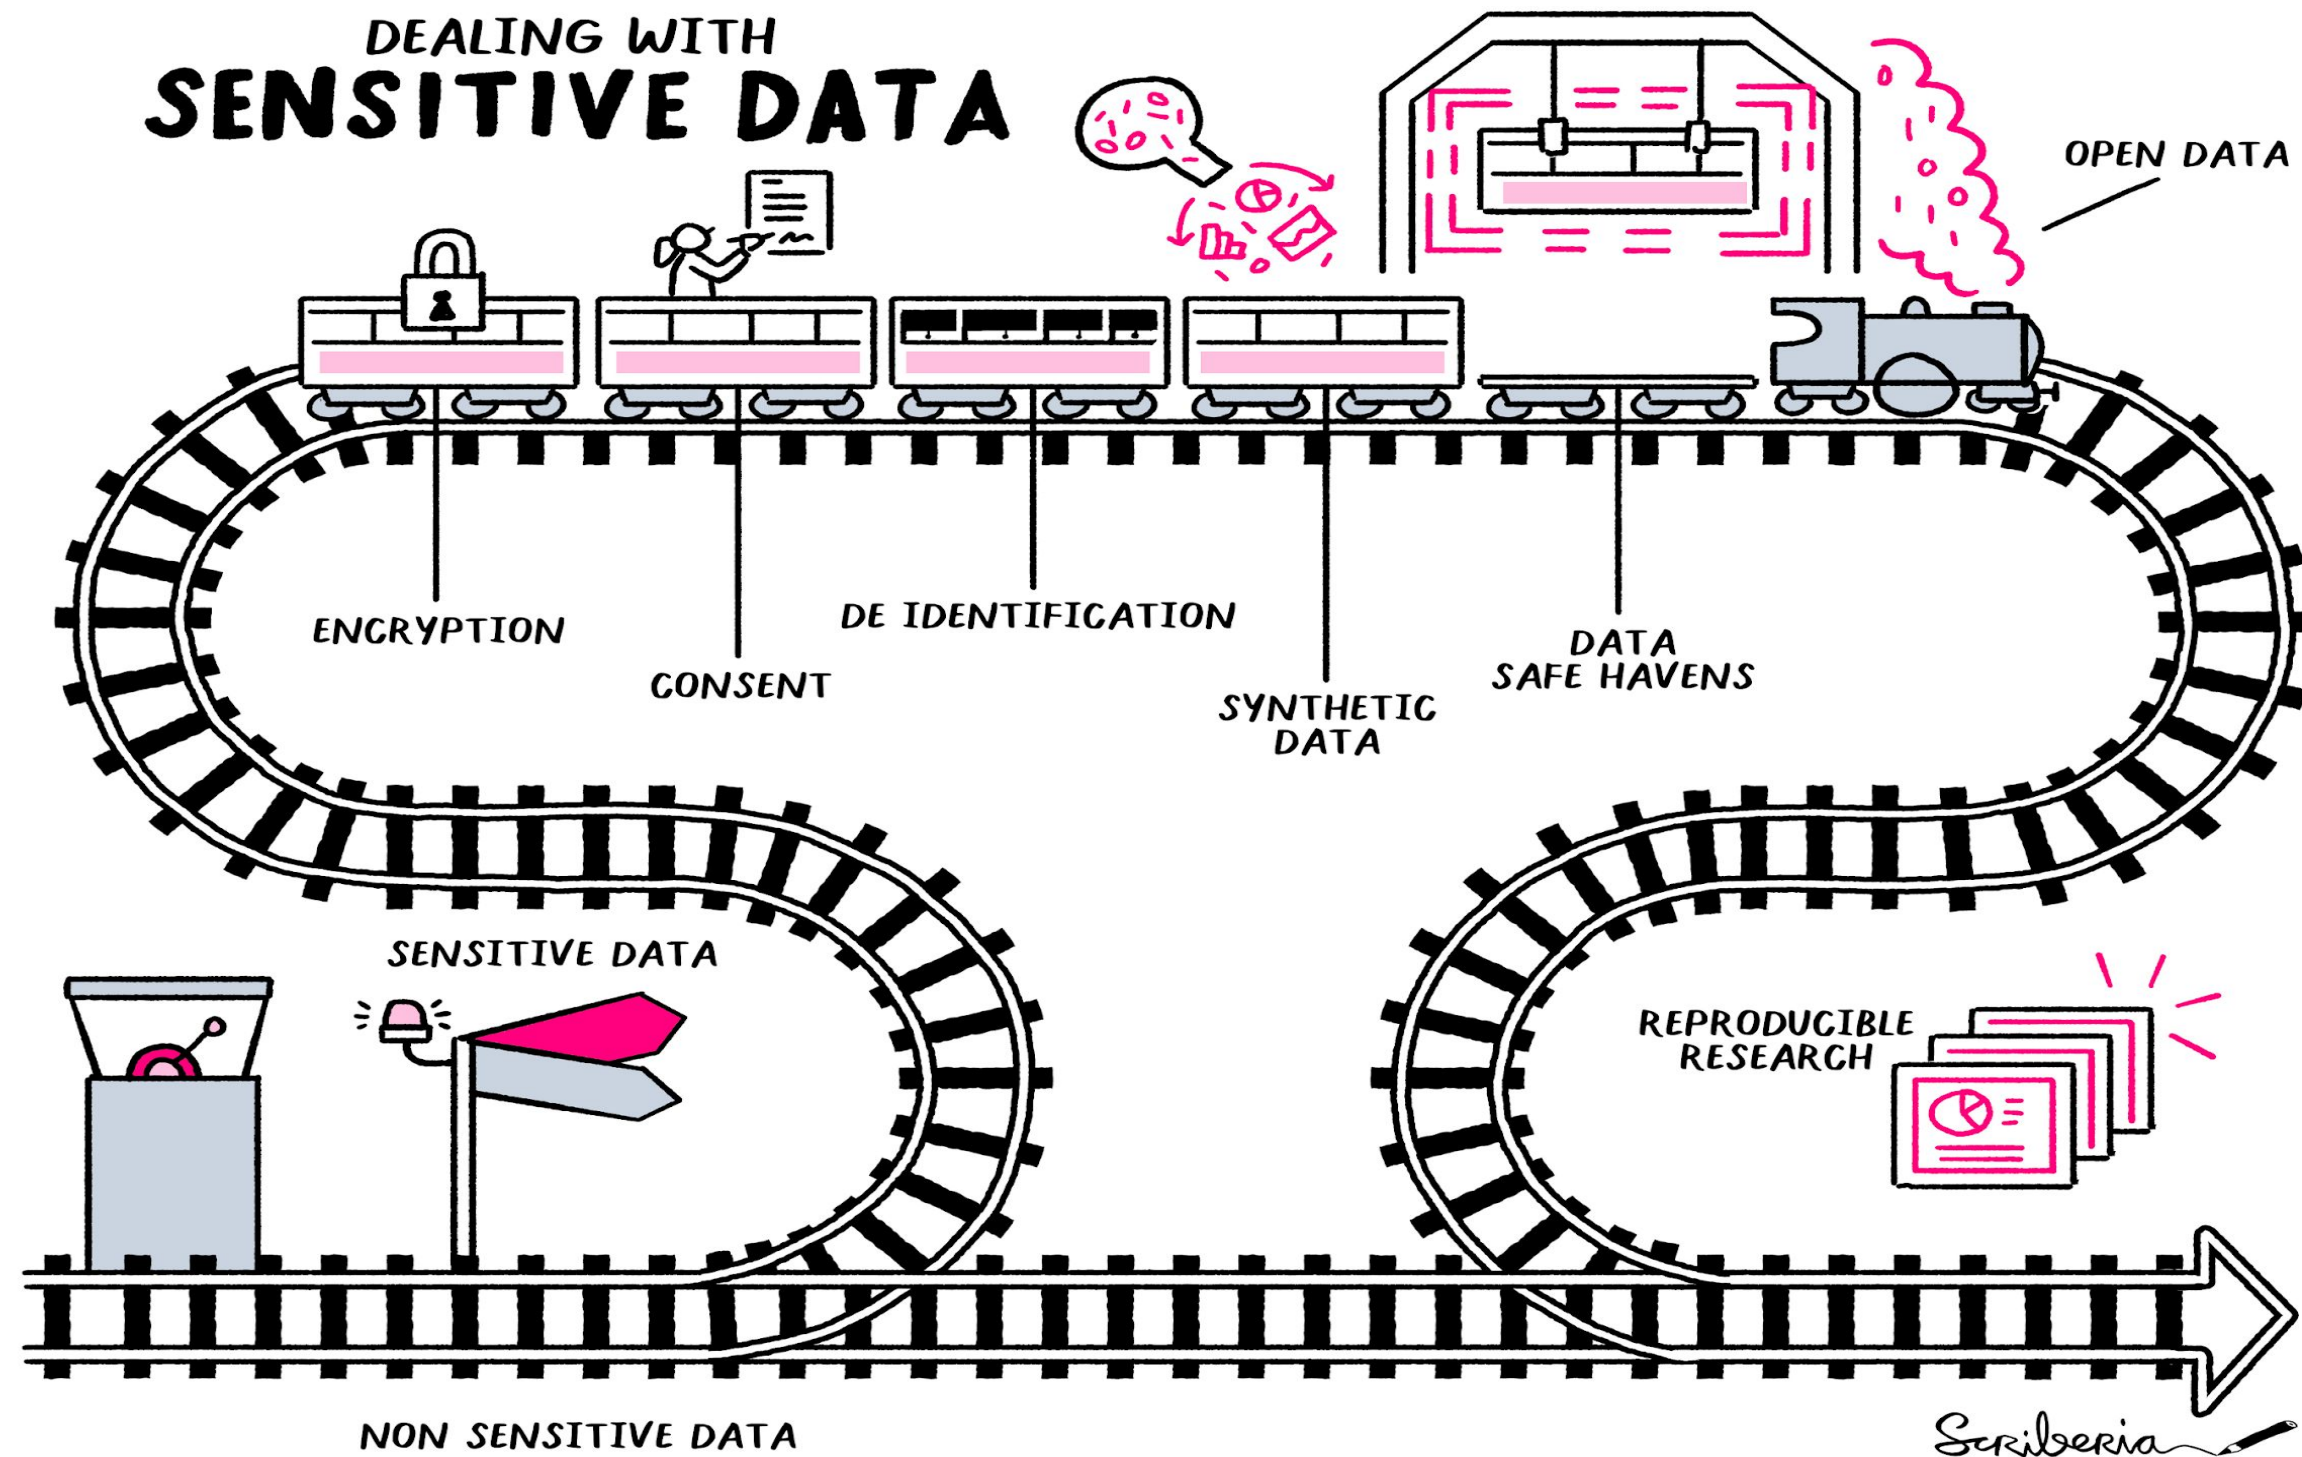 DEALING WITH
SENSITIVE DATA
OPEN DATA
ENCRYPTION
CONSENT
DE IDENTIFICATION
SYNTHETIC
DATA
DATA
SAFE HAVENS
SENSITIVE DATA
REPRODUCIBLE
RESEARCH
NON SENSITIVE DATA
Scriberia